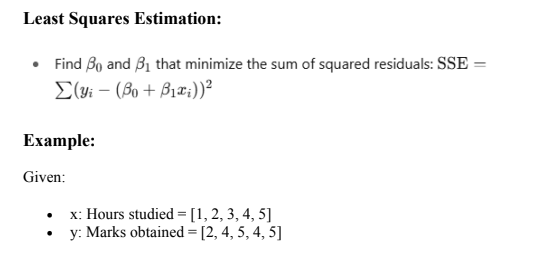 Least Squares Estimation:
• Find β₀ and β₁ that minimize the sum of squared residuals: SSE =
∑(yᵢ − (β₀ + β₁xᵢ))²
Example:
Given:
• x: Hours studied = [1, 2, 3, 4, 5]
• y: Marks obtained = [2, 4, 5, 4, 5]